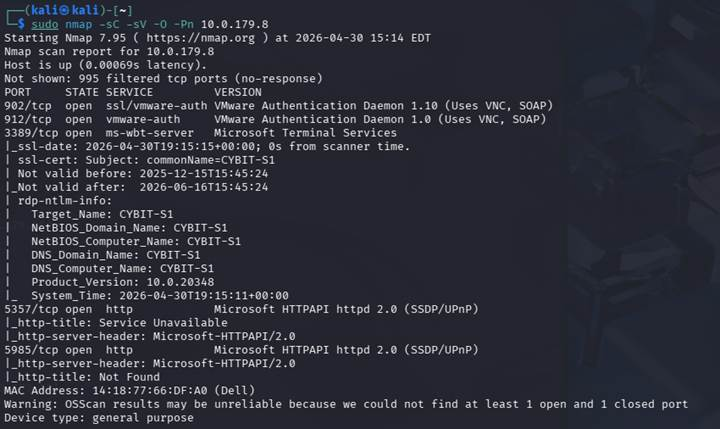 ┌──(kali㉿kali)-[~]
└─$ sudo nmap -sC -sV -O -Pn 10.0.179.8
Starting Nmap 7.95 ( https://nmap.org ) at 2026-04-30 15:14 EDT
Nmap scan report for 10.0.179.8
Host is up (0.00069s latency).
Not shown: 995 filtered tcp ports (no-response)
PORT     STATE SERVICE         VERSION
902/tcp  open  ssl/vmware-auth VMware Authentication Daemon 1.10 (Uses VNC, SOAP)
912/tcp  open  vmware-auth     VMware Authentication Daemon 1.0 (Uses VNC, SOAP)
3389/tcp open  ms-wbt-server   Microsoft Terminal Services
|_ssl-date: 2026-04-30T19:15:15+00:00; 0s from scanner time.
| ssl-cert: Subject: commonName=CYBIT-S1
| Not valid before: 2025-12-15T15:45:24
|_Not valid after:  2026-06-16T15:45:24
| rdp-ntlm-info:
|   Target_Name: CYBIT-S1
|   NetBIOS_Domain_Name: CYBIT-S1
|   NetBIOS_Computer_Name: CYBIT-S1
|   DNS_Domain_Name: CYBIT-S1
|   DNS_Computer_Name: CYBIT-S1
|   Product_Version: 10.0.20348
|_  System_Time: 2026-04-30T19:15:11+00:00
5357/tcp open  http            Microsoft HTTPAPI httpd 2.0 (SSDP/UPnP)
|_http-title: Service Unavailable
|_http-server-header: Microsoft-HTTPAPI/2.0
5985/tcp open  http            Microsoft HTTPAPI httpd 2.0 (SSDP/UPnP)
|_http-server-header: Microsoft-HTTPAPI/2.0
|_http-title: Not Found
MAC Address: 14:18:77:66:DF:A0 (Dell)
Warning: OSScan results may be unreliable because we could not find at least 1 open and 1 closed port
Device type: general purpose